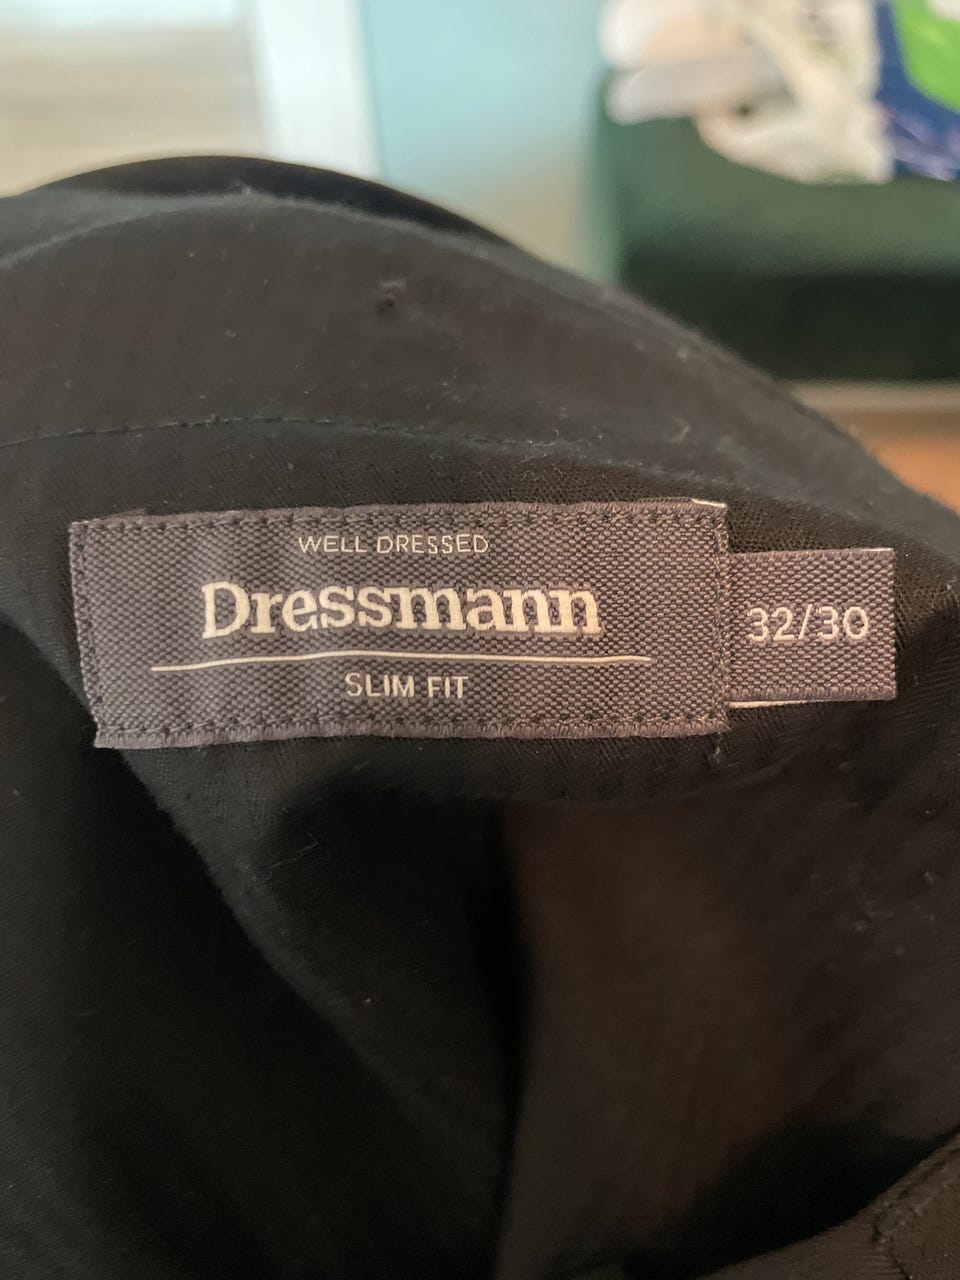 WELL DRESSED
Dressmann
SLIM FIT
32/30